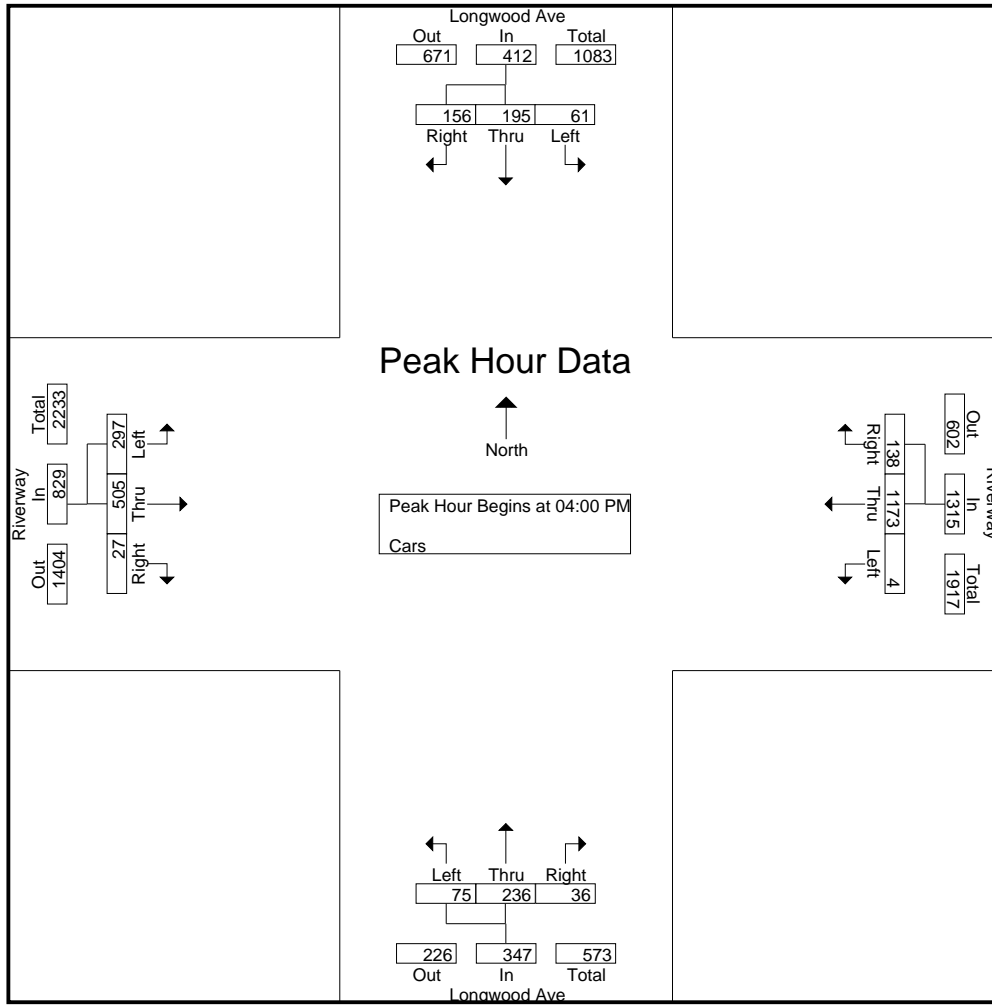 Longwood Ave
Out In Total
671 412 1083
156 195 61
Right Thru Left
Peak Hour Data
North
Peak Hour Begins at 04:00 PM
Cars
Riverway
Total In Out
2233 829 1404
297 505 27
Left Thru Right
Riverway
Out In Total
602 1315 1917
138 1173 4
Right Thru Left
Left Thru Right
75 236 36
226 347 573
Out In Total
Longwood Ave